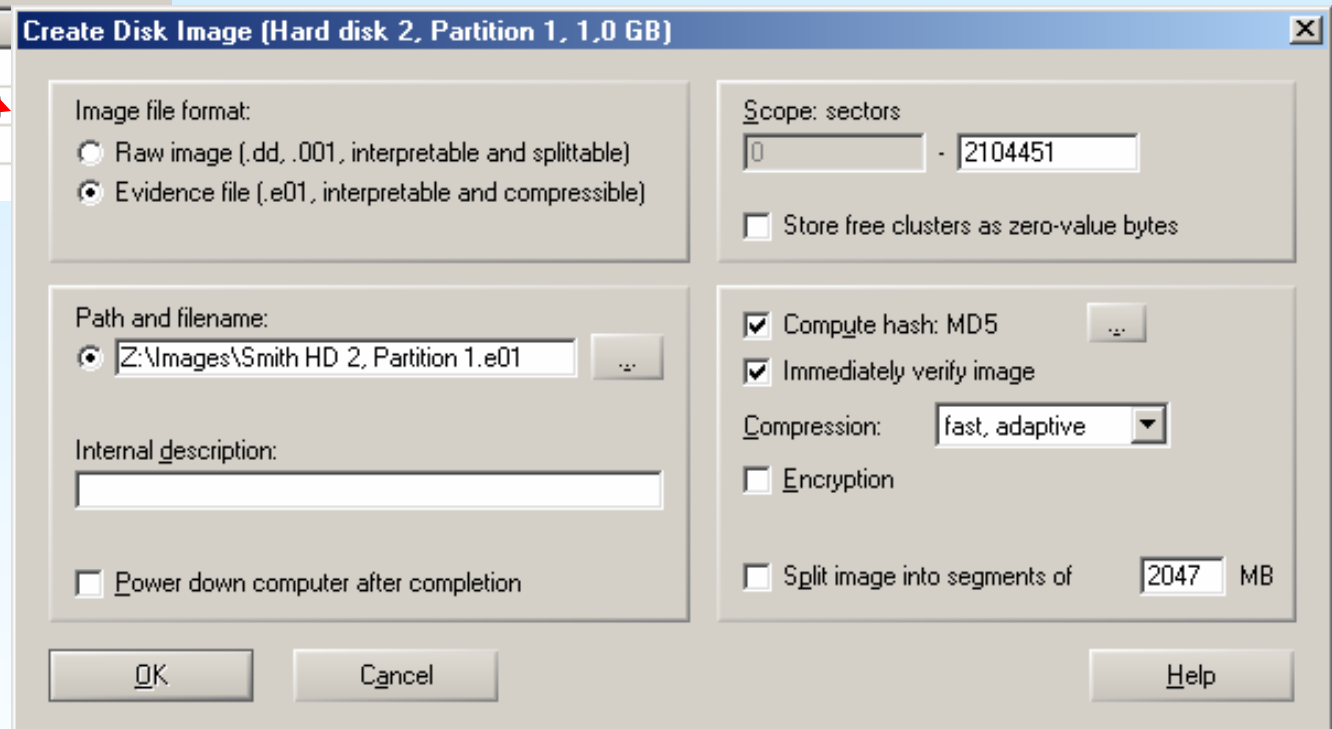 Create Disk Image (Hard disk 2, Partition 1, 1,0 GB)
Image file format:
Raw image (.dd, .001, interpretable and splittable)
Evidence file (.e01, interpretable and compressible)
Scope: sectors
0 - 2104451
Store free clusters as zero-value bytes
Path and filename:
Z:\Images\Smith HD 2, Partition 1.e01
...
Internal description:
Power down computer after completion
Compute hash: MD5
...
Immediately verify image
Compression: fast, adaptive
Encryption
Split image into segments of 2047 MB
OK
Cancel
Help